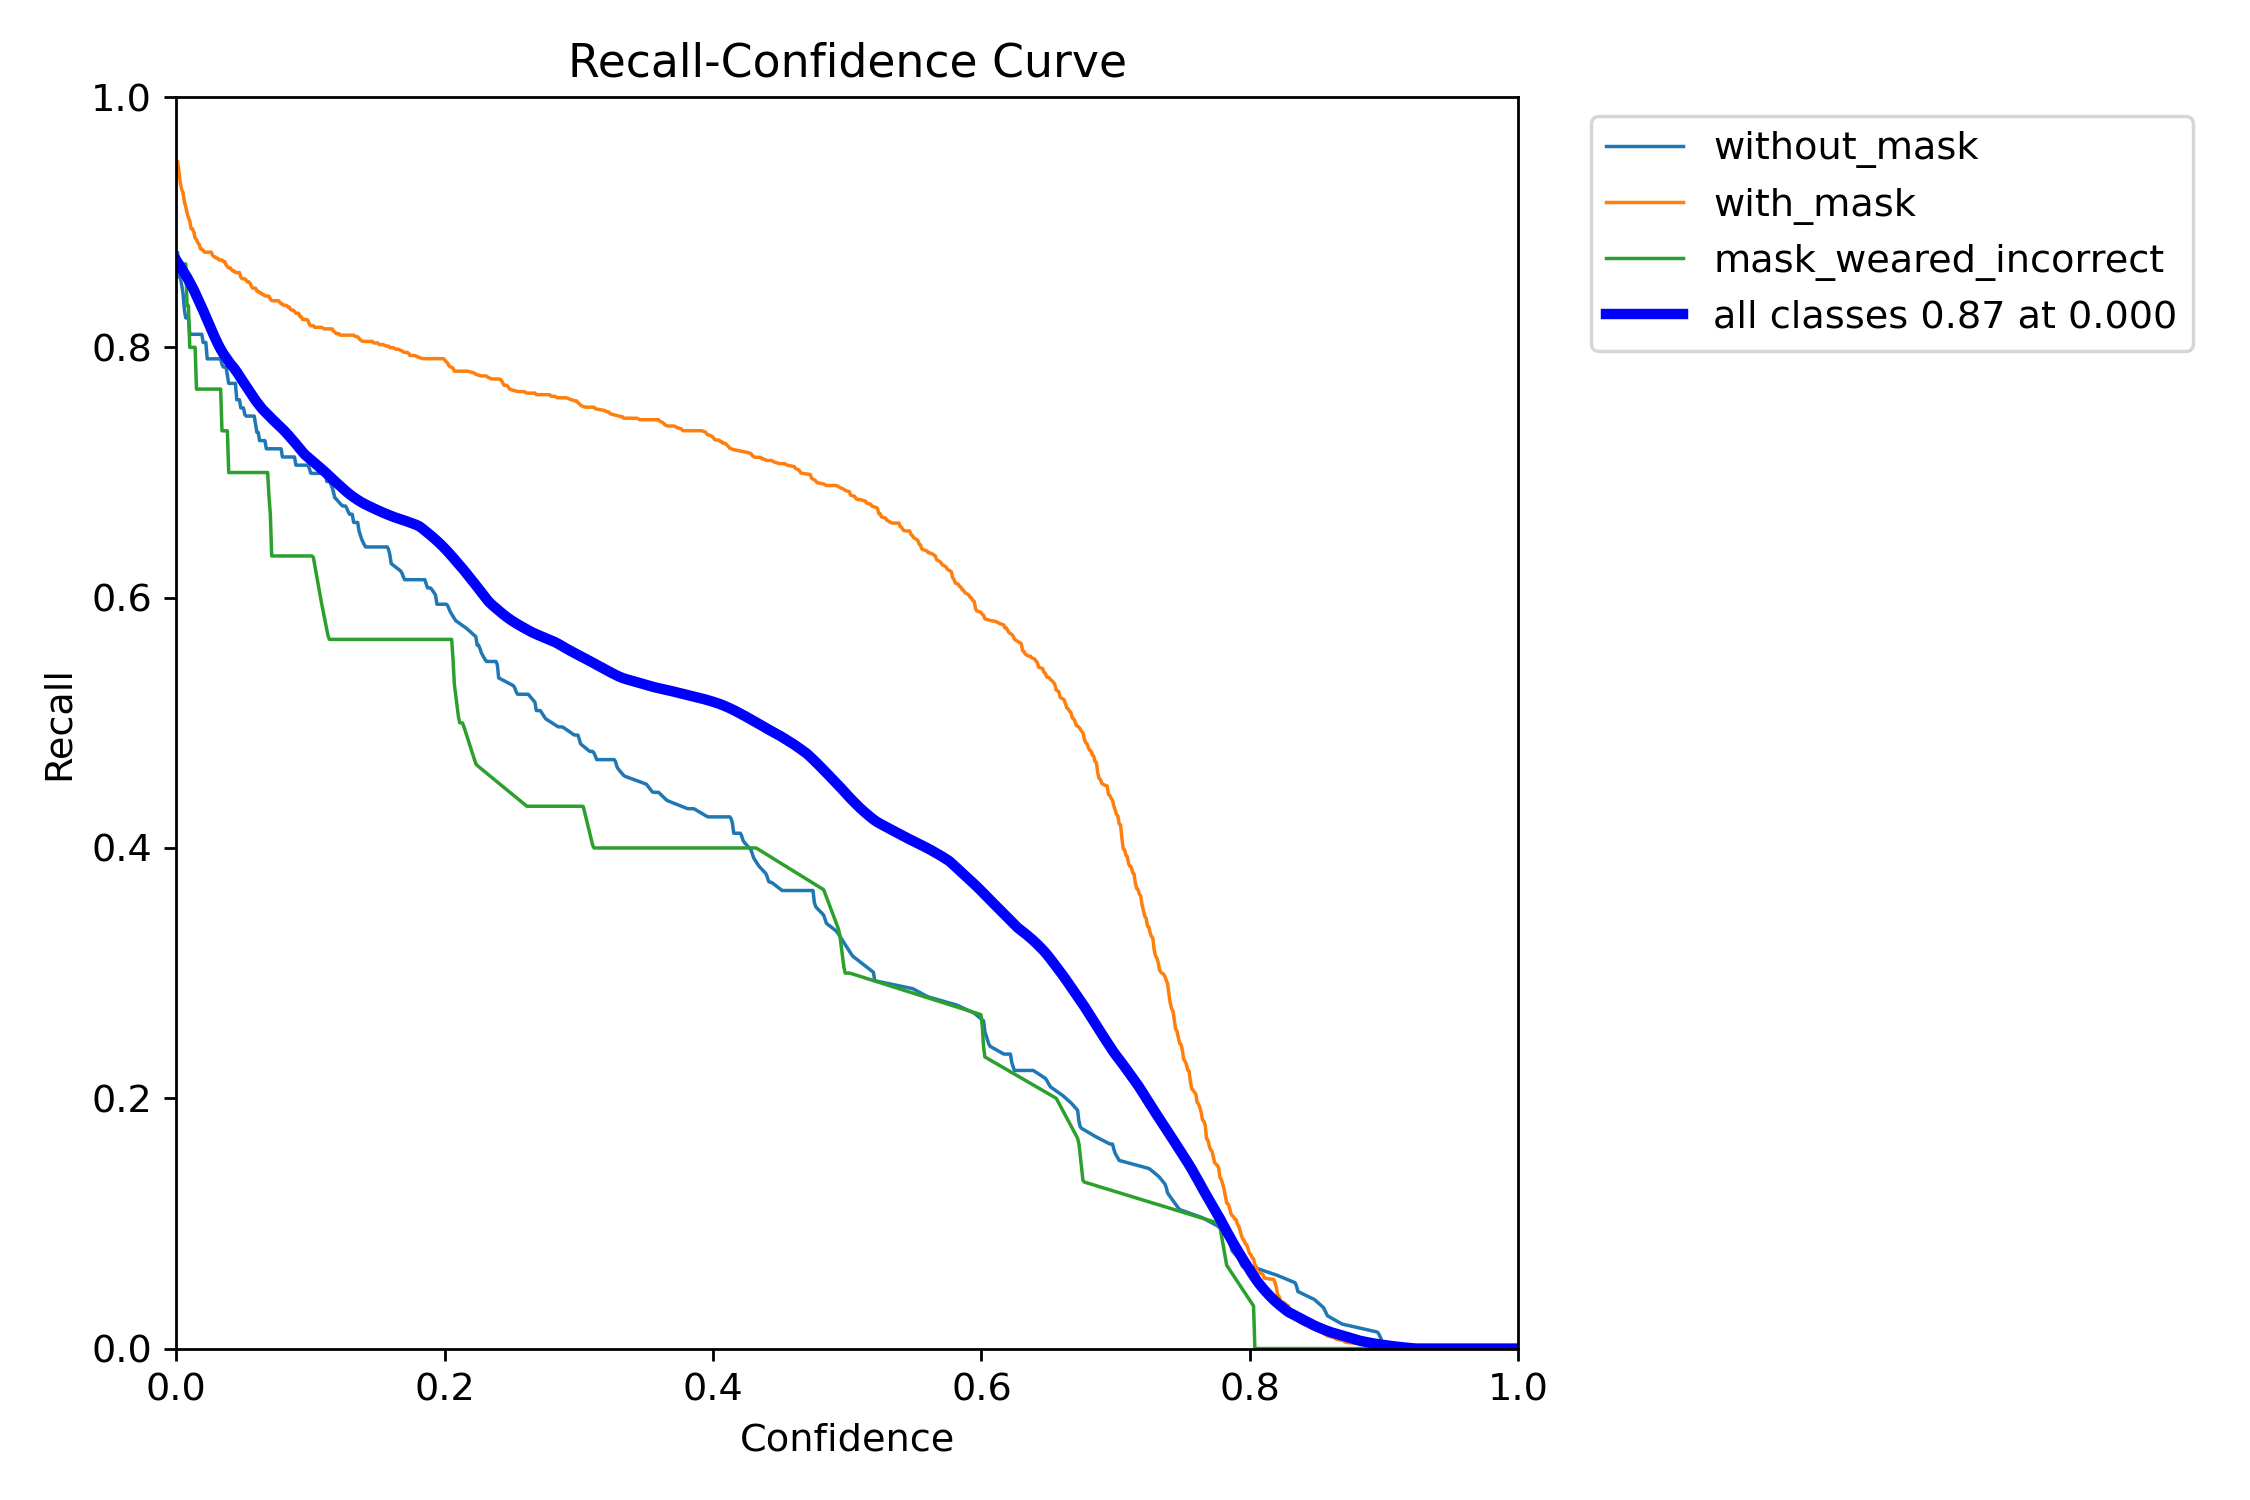 Recall-Confidence Curve
1.0
0.8
0.6
0.4
0.2
0.0
Recall
0.0 0.2 0.4 0.6 0.8 1.0
Confidence
without_mask
with_mask
mask_weared_incorrect
all classes 0.87 at 0.000